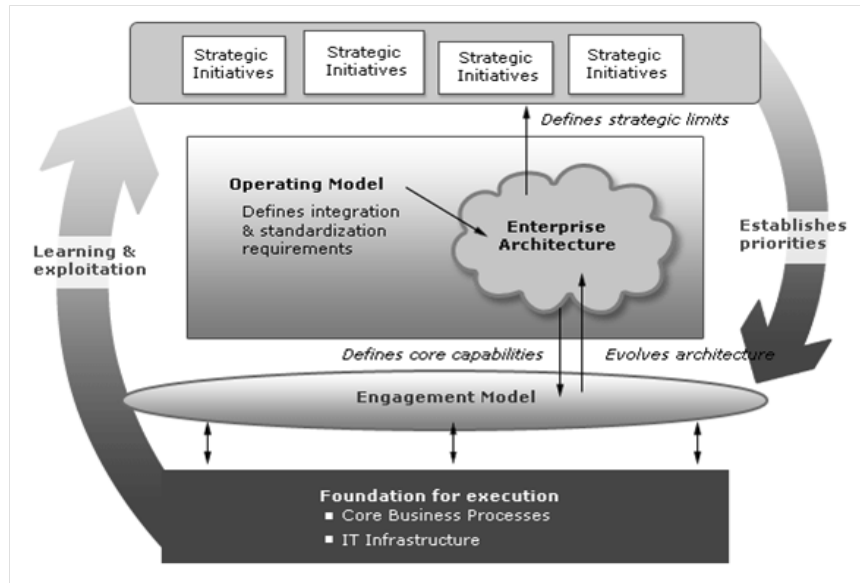 Strategic
Initiatives
Strategic
Initiatives
Strategic
Initiatives
Strategic
Initiatives
Defines strategic limits
Operating Model
Defines integration
& standardization
requirements
Enterprise
Architecture
Learning &
exploitation
Establishes
priorities
Defines core capabilities
Evolves architecture
Engagement Model
Foundation for execution
Core Business Processes
IT Infrastructure